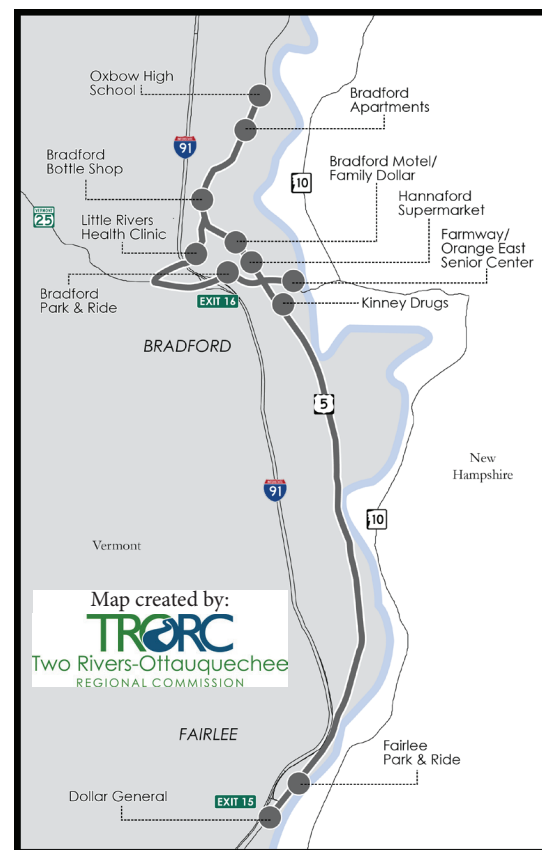 Oxbow High
School
Bradford
Apartments
INTERSTATE
91
Bradford
Bottle Shop
Bradford Motel/
Family Dollar
10
Hannaford
Supermarket
VERMONT
25
Little Rivers
Health Clinic
Farmway/
Orange East
Senior Center
Bradford
Park & Ride
EXIT 16
Kinney Drugs
BRADFORD
5
New
Hampshire
INTERSTATE
91
10
Vermont
Map created by:
TRORC
Two Rivers-Ottauquechee
REGIONAL COMMISSION
FAIRLEE
Fairlee
Park & Ride
Dollar General
EXIT 15